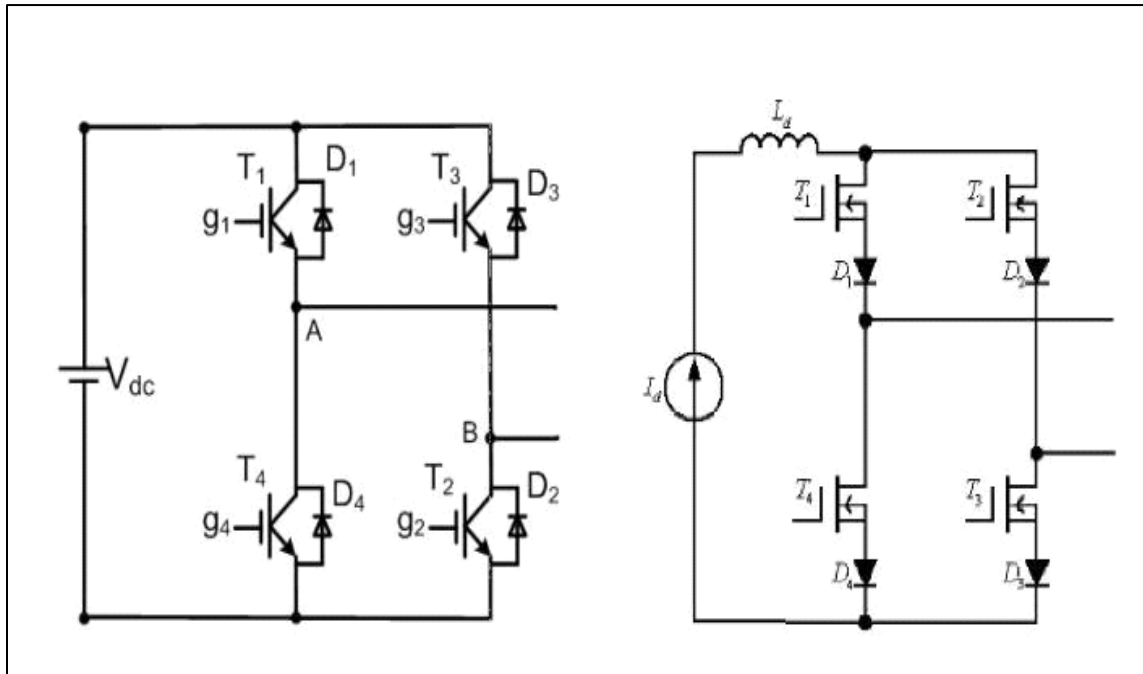 T1 D1 T3 D3
g1 g3
A
Vdc
B
T4 D4 T2 D2
g4 g2
Ld
T1 T2
D1 D2
Id
T4 T3
D4 D3